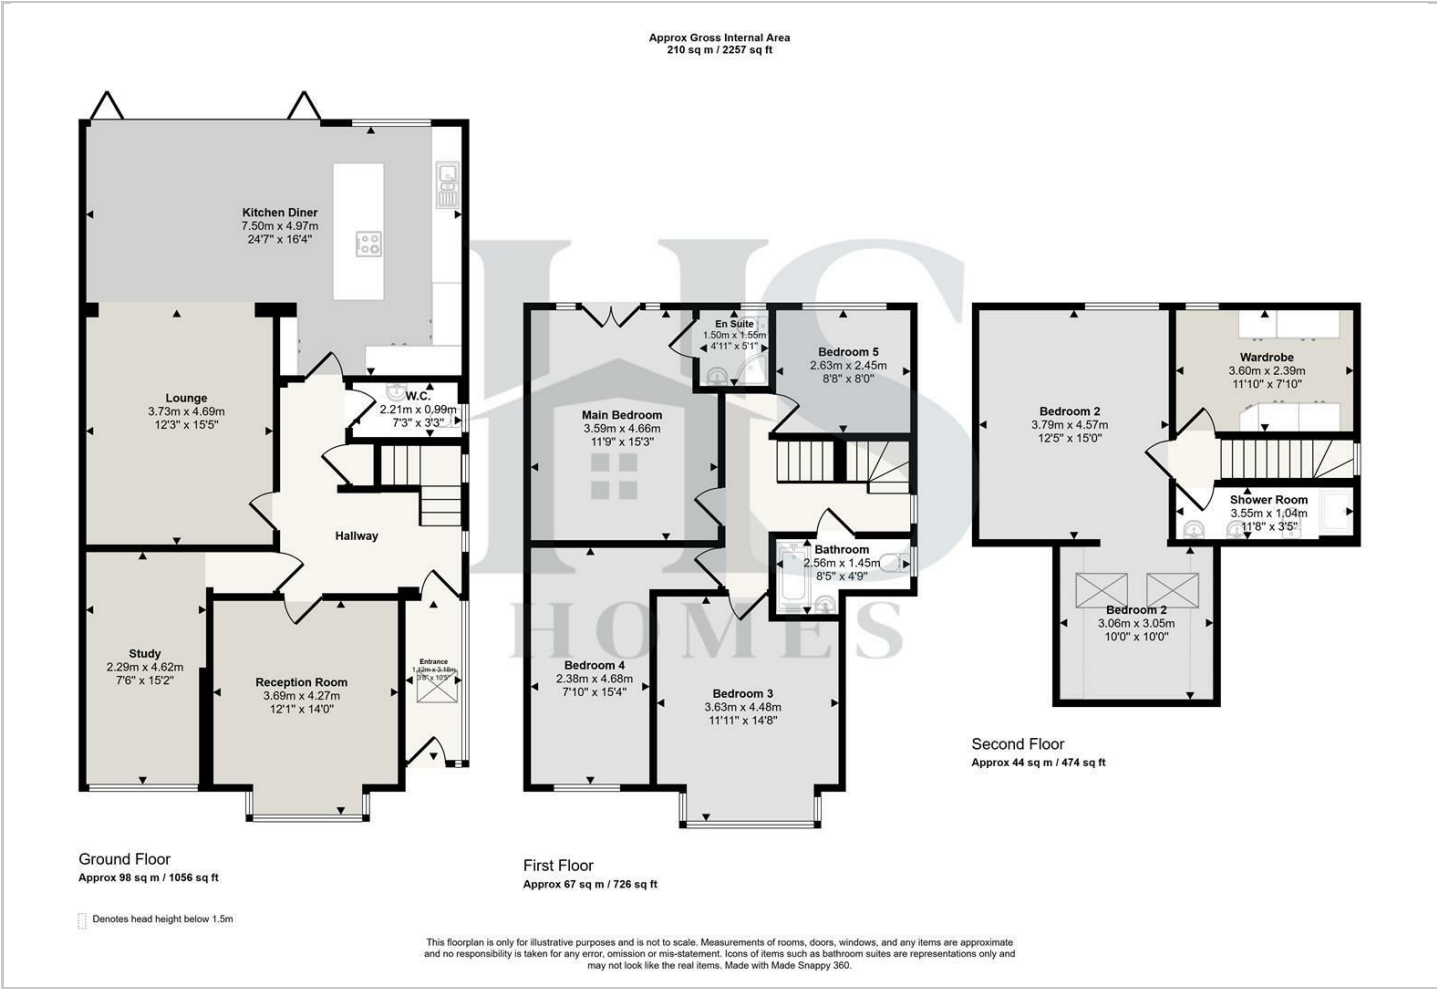 Approx Gross Internal Area
210 sq m / 2257 sq ft
Kitchen Diner
7.50m x 4.97m
24'7" x 16'4"
Lounge
3.73m x 4.69m
12'3" x 15'5"
W.C.
2.21m x 0.99m
7'3" x 3'3"
Hallway
Study
2.29m x 4.62m
7'6" x 15'2"
Reception Room
3.69m x 4.27m
12'1" x 14'0"
Entrance
1.12m x 3.18m
3'8" x 10'5"
Ground Floor
Approx 98 sq m / 1056 sq ft
Denotes head height below 1.5m
En Suite
1.50m x 1.55m
4'11" x 5'1"
Bedroom 5
2.63m x 2.45m
8'8" x 8'0"
Main Bedroom
3.59m x 4.66m
11'9" x 15'3"
Bathroom
2.56m x 1.45m
8'5" x 4'9"
Bedroom 4
2.38m x 4.68m
7'10" x 15'4"
Bedroom 3
3.63m x 4.48m
11'11" x 14'8"
First Floor
Approx 67 sq m / 726 sq ft
Bedroom 2
3.79m x 4.57m
12'5" x 15'0"
Wardrobe
3.60m x 2.39m
11'10" x 7'10"
Shower Room
3.55m x 1.04m
11'8" x 3'5"
Bedroom 2
3.06m x 3.05m
10'0" x 10'0"
Second Floor
Approx 44 sq m / 474 sq ft
HS
HOMES
This floorplan is only for illustrative purposes and is not to scale. Measurements of rooms, doors, windows, and any items are approximate
and no responsibility is taken for any error, omission or mis-statement. Icons of items such as bathroom suites are representations only and
may not look like the real items. Made with Made Snappy 360.